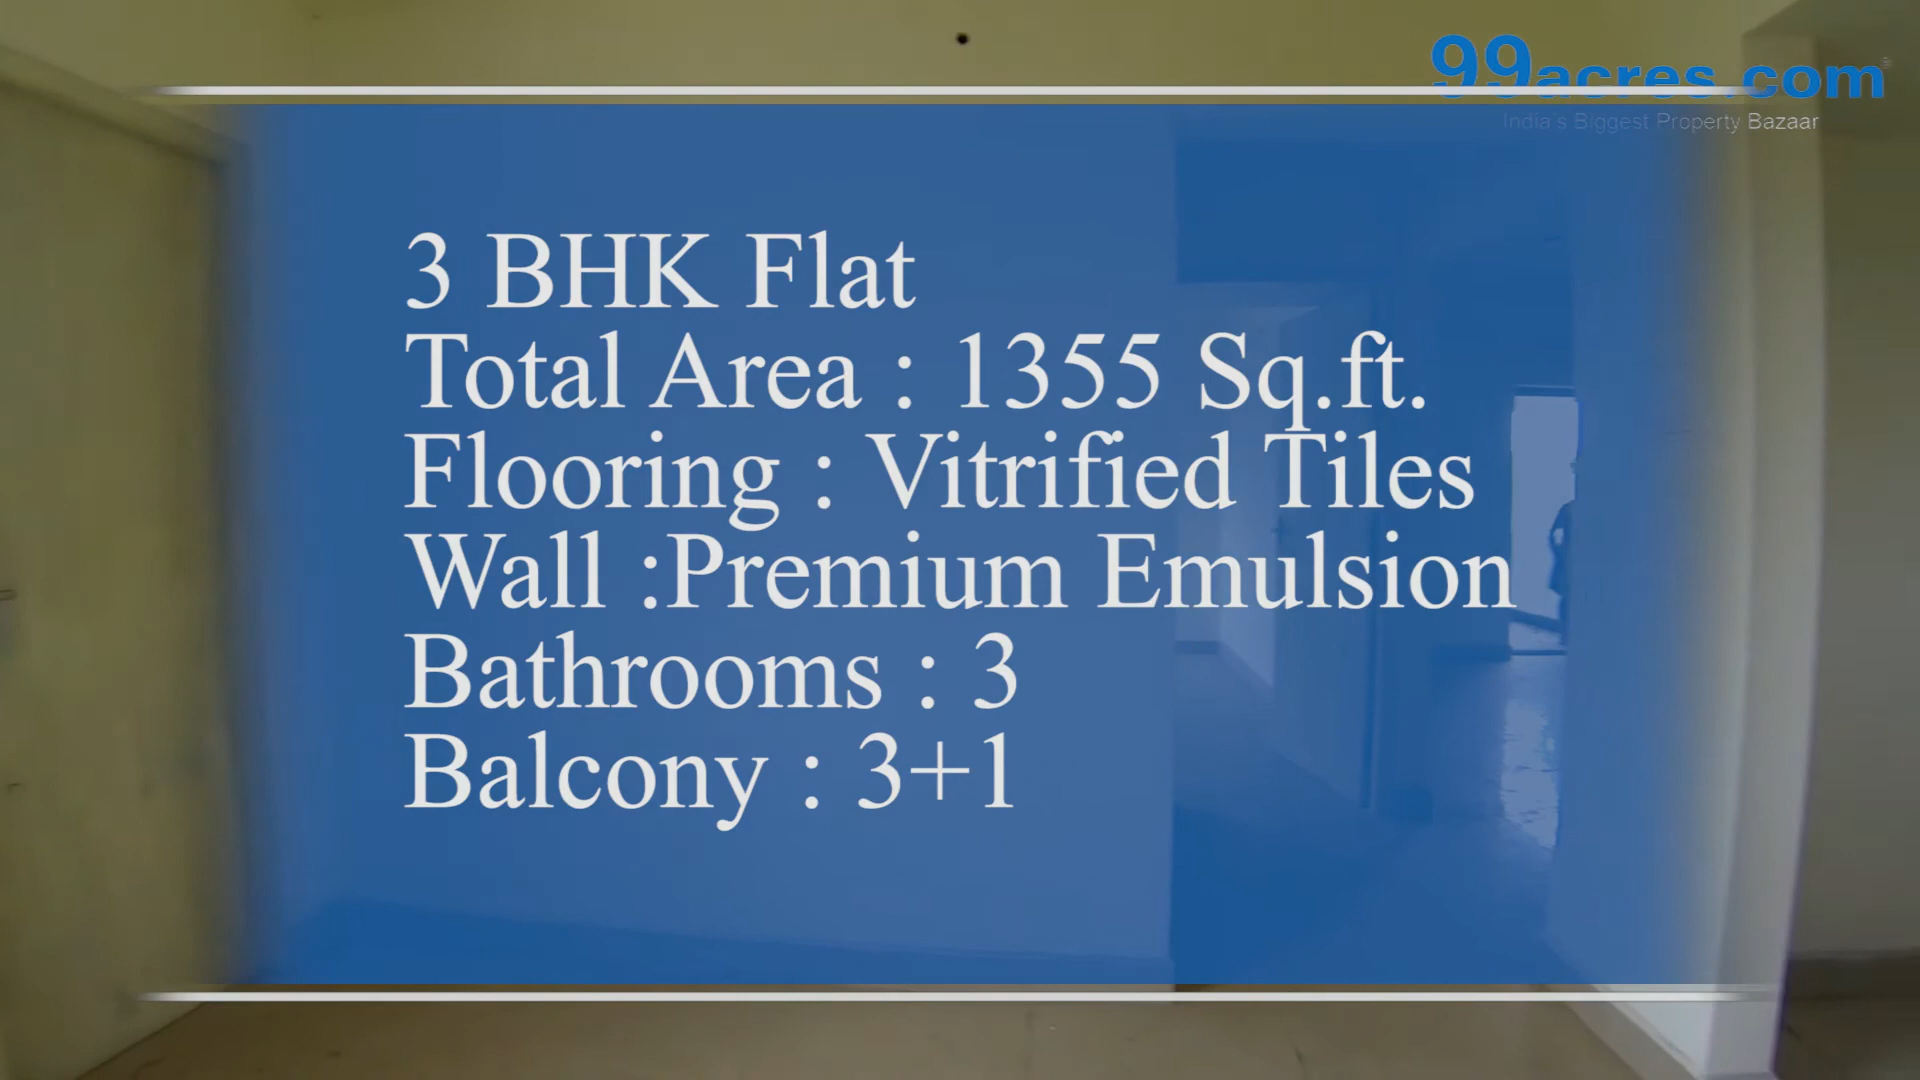 99acres.com
India's Biggest Property Bazaar
3 BHK Flat
Total Area : 1355 Sq.ft.
Flooring : Vitrified Tiles
Wall :Premium Emulsion
Bathrooms : 3
Balcony : 3+1